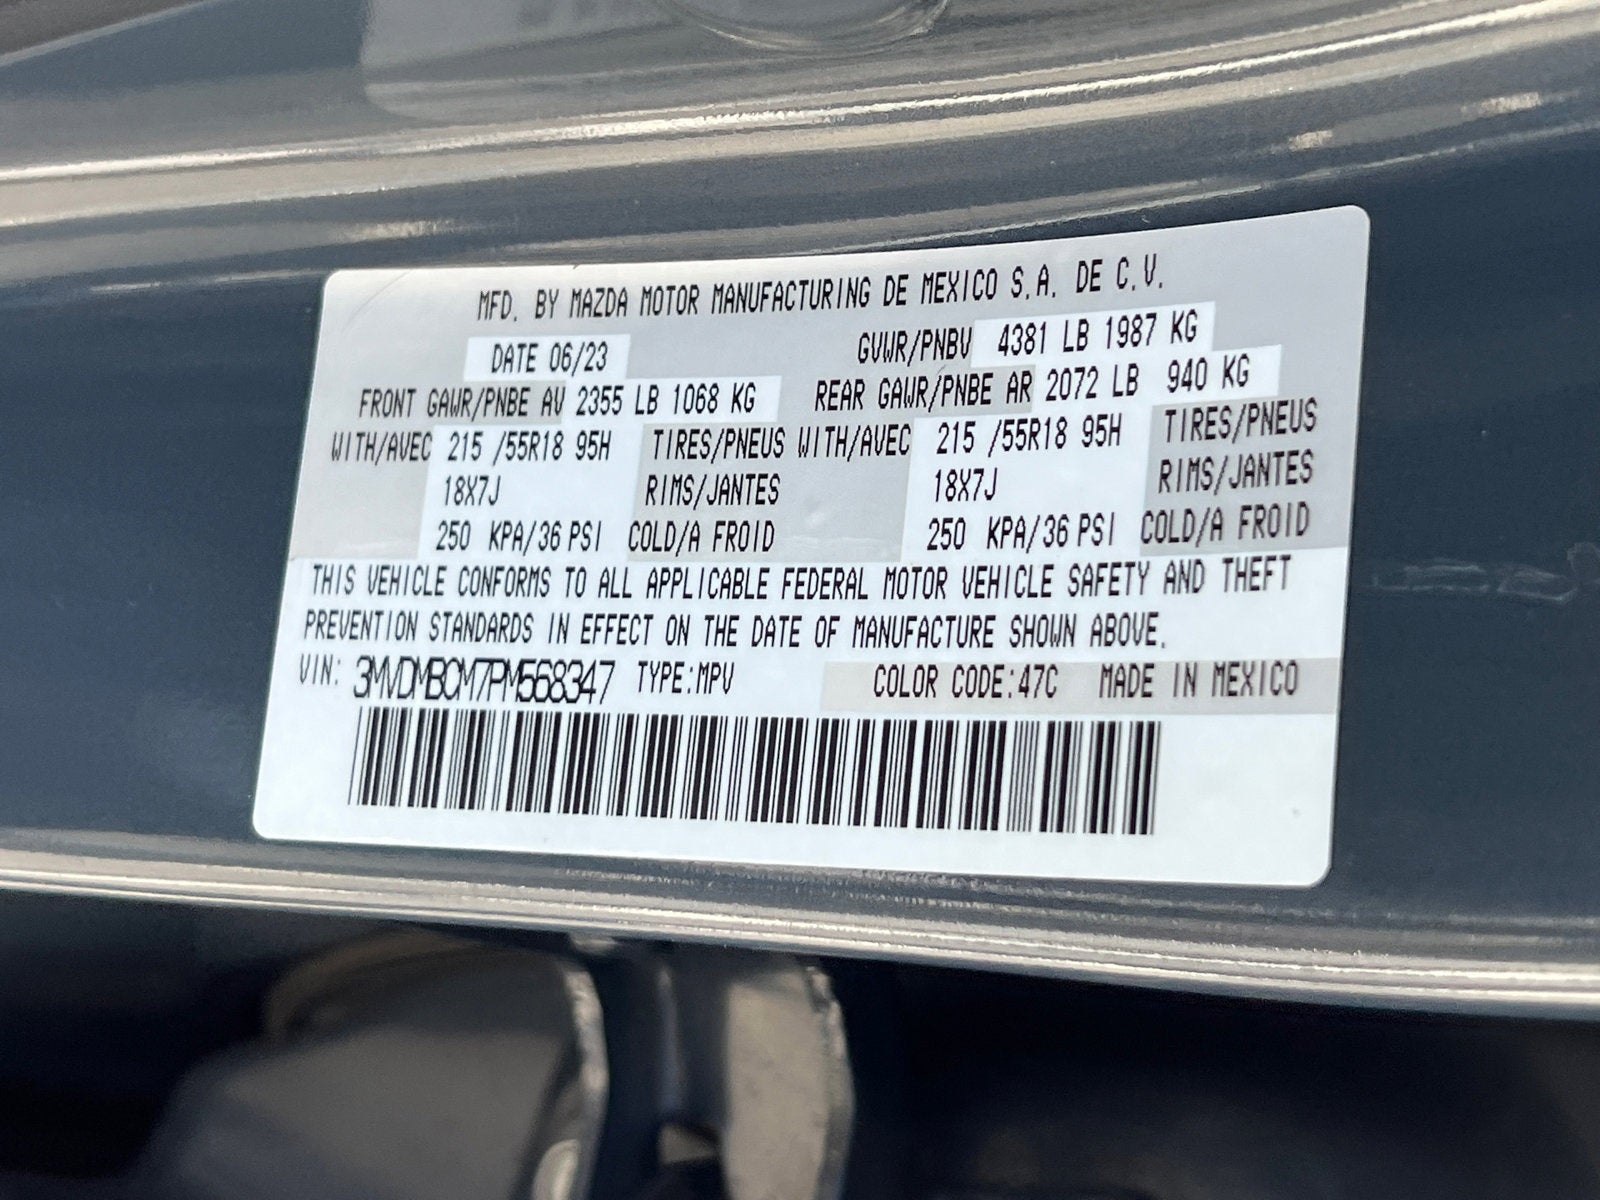 MFD. BY MAZDA MOTOR MANUFACTURING DE MEXICO S.A. DE C.V.
DATE 06/23 GVWR/PNBV 4381 LB 1987 KG
FRONT GAWR/PNBE AV 2355 LB 1068 KG REAR GAWR/PNBE AR 2072 LB 940 KG
WITH/AVEC 215 /55R18 95H TIRES/PNEUS WITH/AVEC 215 /55R18 95H TIRES/PNEUS
18X7J RIMS/JANTES 18X7J RIMS/JANTES
250 KPA/36 PSI COLD/A FROID 250 KPA/36 PSI COLD/A FROID
THIS VEHICLE CONFORMS TO ALL APPLICABLE FEDERAL MOTOR VEHICLE SAFETY AND THEFT
PREVENTION STANDARDS IN EFFECT ON THE DATE OF MANUFACTURE SHOWN ABOVE.
VIN: 3MVDMBCM7PM568347 TYPE:MPV COLOR CODE:47C MADE IN MEXICO